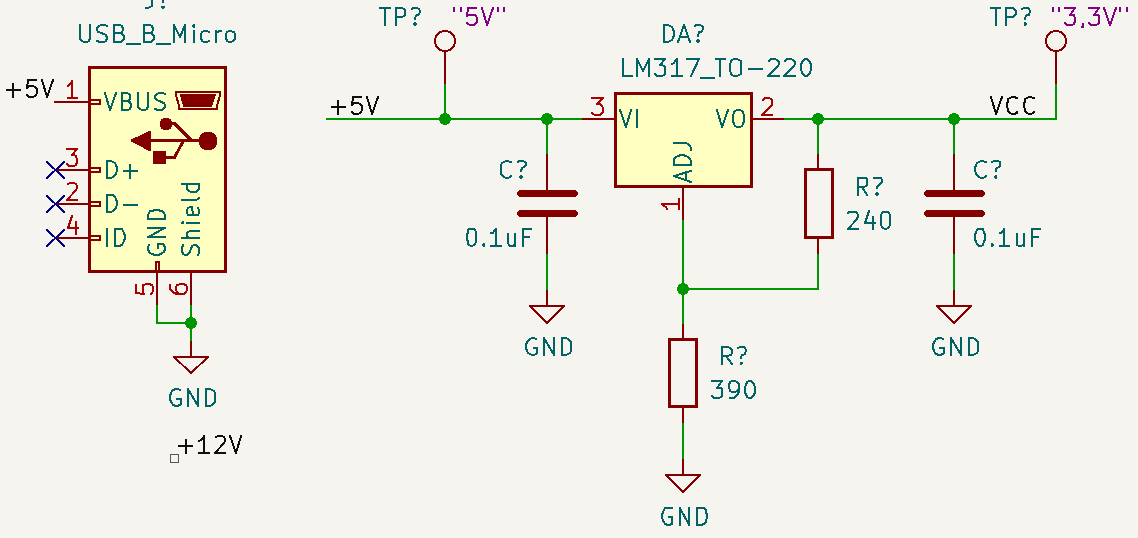 J?
USB_B_Micro
+5V
1
VBUS
3
D+
2
D-
4
ID
GND
Shield
5
6
GND
+12V
TP?
"5V"
+5V
DA?
LM317_TO-220
3
VI
VO
2
ADJ
1
C?
0.1uF
GND
R?
240
R?
390
GND
TP?
"3,3V"
VCC
C?
0.1uF
GND